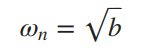 ωₙ = √b